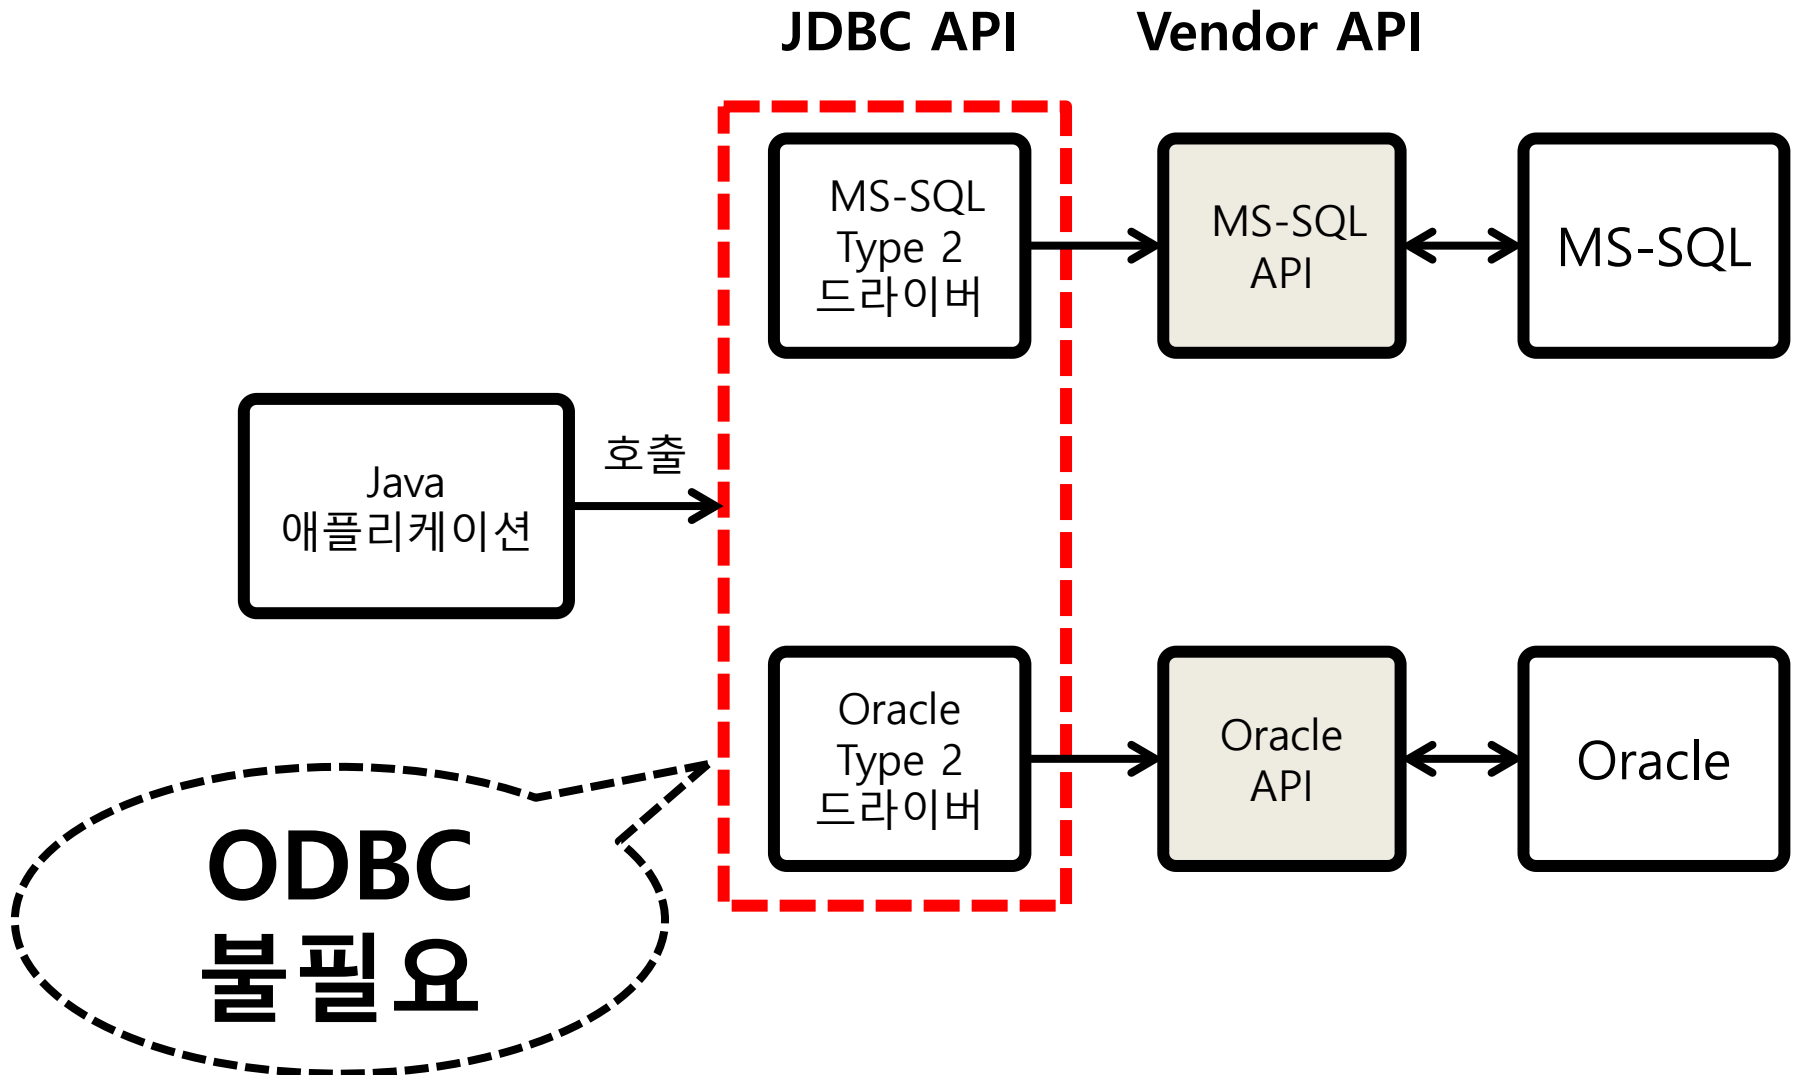 JDBC API
Vendor API
MS-SQL
Type 2
드라이버
MS-SQL
API
MS-SQL
Java
애플리케이션
호출
Oracle
Type 2
드라이버
Oracle
API
Oracle
ODBC
불필요